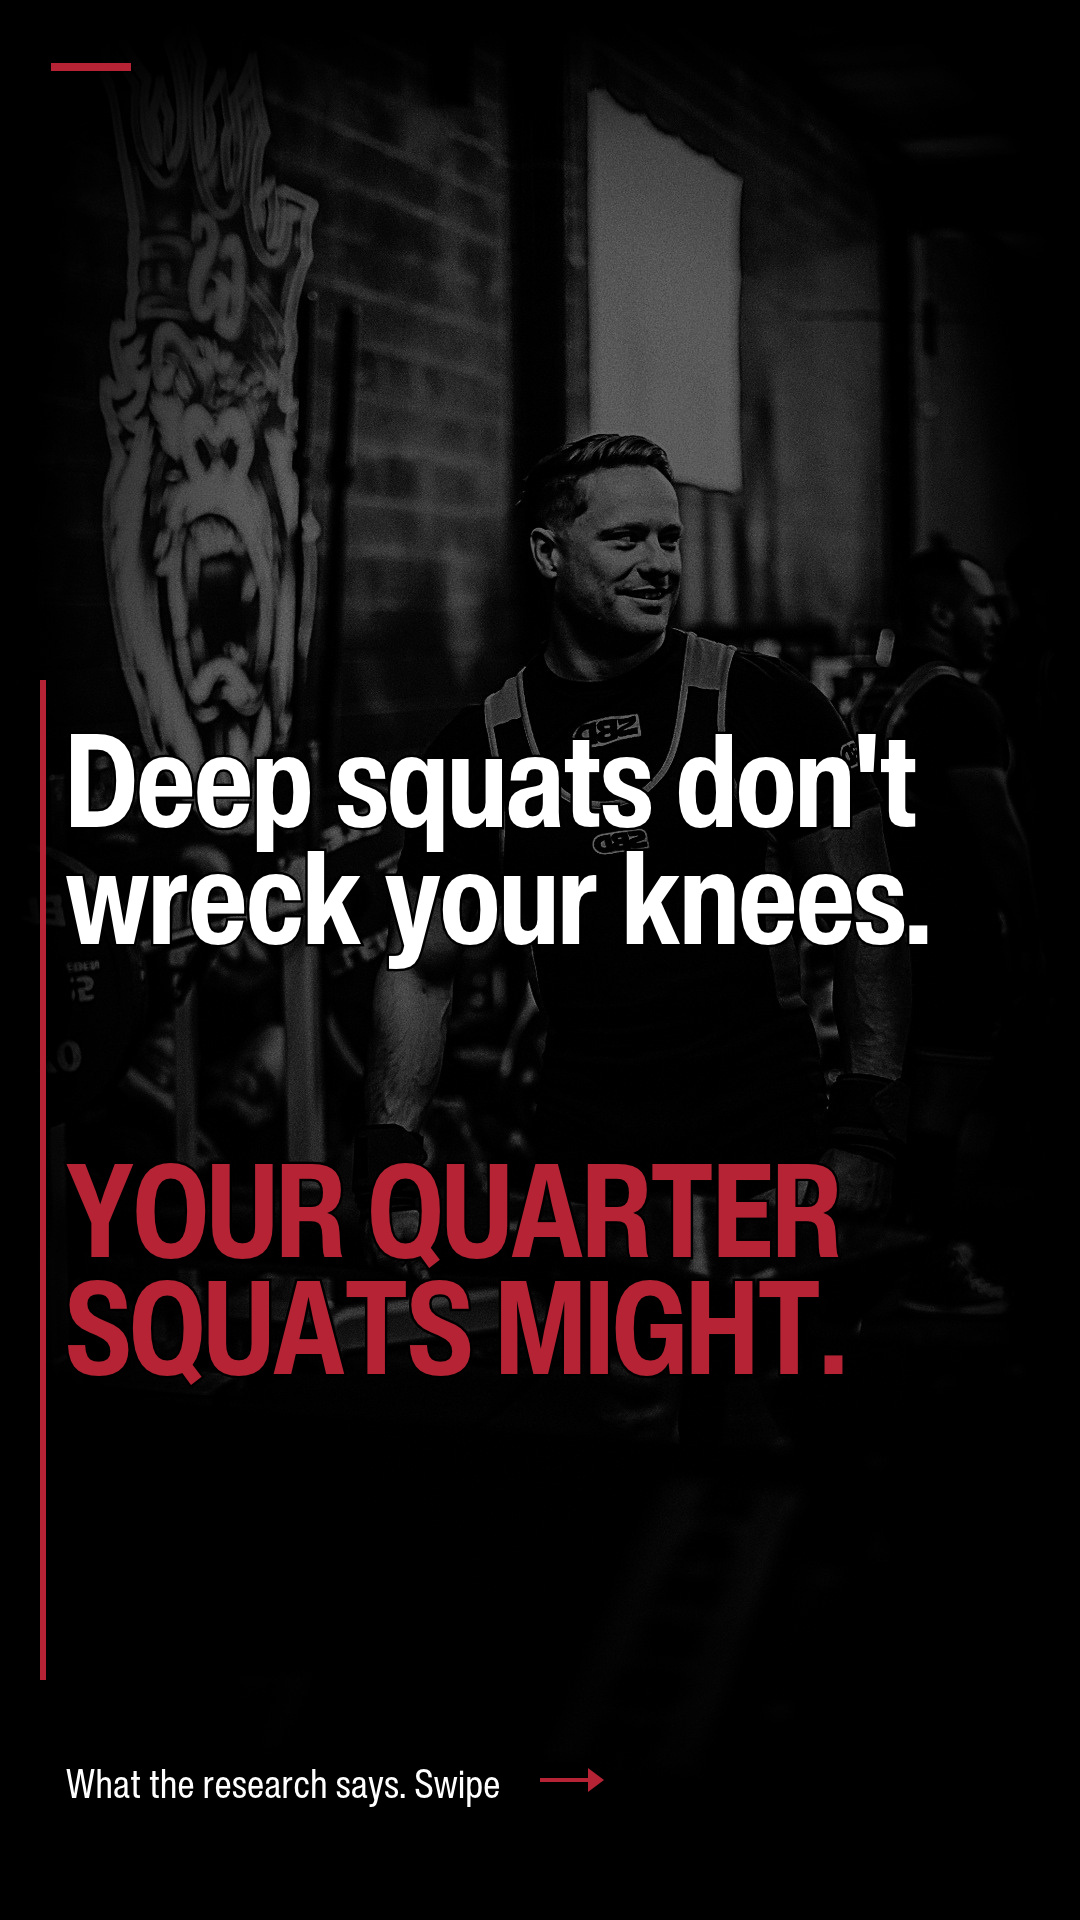 Deep squats don't
wreck your knees.
YOUR QUARTER
SQUATS MIGHT.
What the research says. Swipe